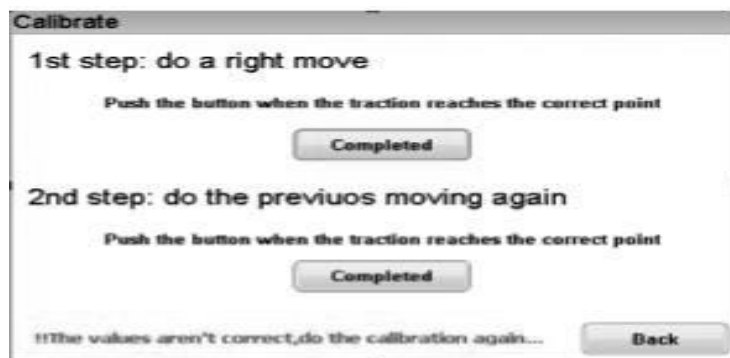 Calibrate
1st step: do a right move
Push the button when the traction reaches the correct point
Completed
2nd step: do the previuos moving again
Push the button when the traction reaches the correct point
Completed
!!The values aren't correct,do the calibration again...
Back